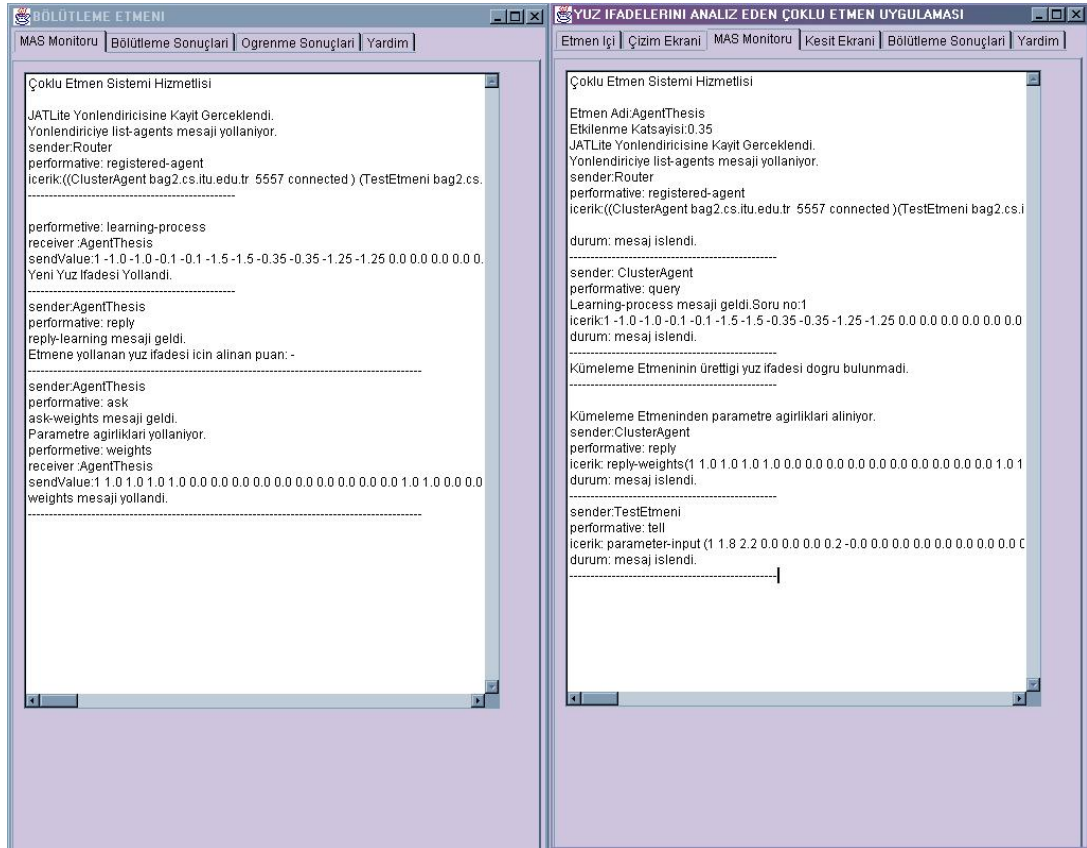 BÖLÜTLEME ETMENI
MAS Monitoru Bölütleme Sonuçlari Ogrenme Sonuçlari Yardim
Çoklu Etmen Sistemi Hizmetlisi
JATLite Yonlendiricisine Kayit Gerceklendi.
Yonlendiriciye list-agents mesaji yollaniyor.
sender:Router
performative: registered-agent
icerik:((ClusterAgent bag2.cs.itu.edu.tr 5557 connected ) (TestEtmeni bag2.cs.
------------------------------------------------
performetive: learning-process
receiver :AgentThesis
sendValue:1 -1.0 -1.0 -0.1 -0.1 -1.5 -1.5 -0.35 -0.35 -1.25 -1.25 0.0 0.0 0.0 0.0 0.
Yeni Yuz Ifadesi Yollandi.
------------------------------------------------
sender:AgentThesis
performative: reply
reply-learning mesaji geldi.
Etmene yollanan yuz ifadesi icin alinan puan: -
------------------------------------------------
sender:AgentThesis
performative: ask
ask-weights mesaji geldi.
Parametre agirliklari yollaniyor.
performetive: weights
receiver :AgentThesis
sendValue:1 1.0 1.0 1.0 1.0 0.0 0.0 0.0 0.0 0.0 0.0 0.0 0.0 0.0 0.0 1.0 1.0 0.0 0.0
weights mesaji yollandi.
------------------------------------------------
YUZ IFADELERINI ANALIZ EDEN ÇOKLU ETMEN UYGULAMASI
Etmen Içi Çizim Ekrani MAS Monitoru Kesit Ekrani Bölütleme Sonuçlari Yardim
Çoklu Etmen Sistemi Hizmetlisi
Etmen Adi:AgentThesis
Etkilenme Katsayisi:0.35
JATLite Yonlendiricisine Kayit Gerceklendi.
Yonlendiriciye list-agents mesaji yollaniyor.
sender:Router
performative: registered-agent
icerik:((ClusterAgent bag2.cs.itu.edu.tr 5557 connected )(TestEtmeni bag2.cs.i
durum: mesaj islendi.
------------------------------------------------
sender: ClusterAgent
performative: query
Learning-process mesaji geldi.Soru no:1
icerik:1 -1.0 -1.0 -0.1 -0.1 -1.5 -1.5 -0.35 -0.35 -1.25 -1.25 0.0 0.0 0.0 0.0 0.0 0.0
durum: mesaj islendi.
------------------------------------------------
Kümeleme Etmeninin ürettigi yuz ifadesi dogru bulunmadi.
------------------------------------------------
Kümeleme Etmeninden parametre agirliklari aliniyor.
sender:ClusterAgent
performative: reply
icerik: reply-weights(1 1.0 1.0 1.0 1.0 0.0 0.0 0.0 0.0 0.0 0.0 0.0 0.0 0.0 0.0 1.0 1
durum: mesaj islendi.
------------------------------------------------
sender:TestEtmeni
performative: tell
icerik: parameter-input (1 1.8 2.2 0.0 0.0 0.0 0.0 0.2 -0.0 0.0 0.0 0.0 0.0 0.0 0.0 0.0 0
durum: mesaj islendi.
------------------------------------------------